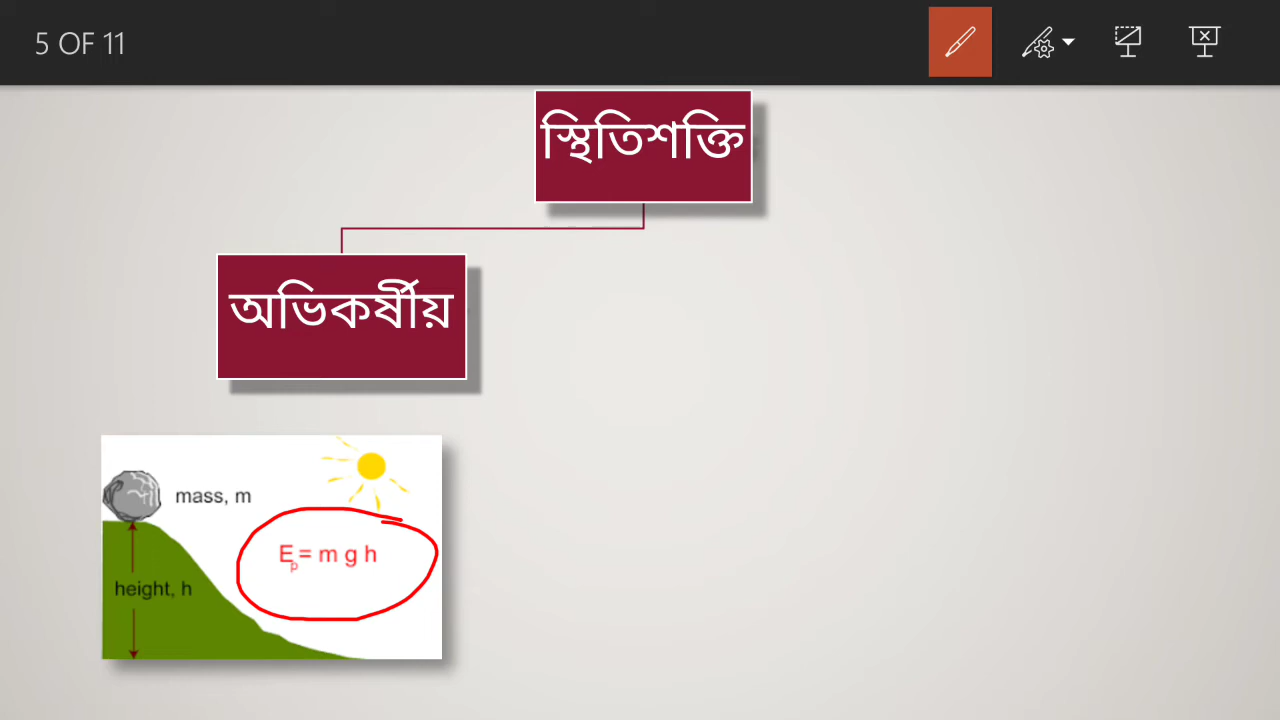 5 OF 11
স্থিতিশক্তি
অভিকর্ষীয়
mass, m
Ep= m g h
height, h